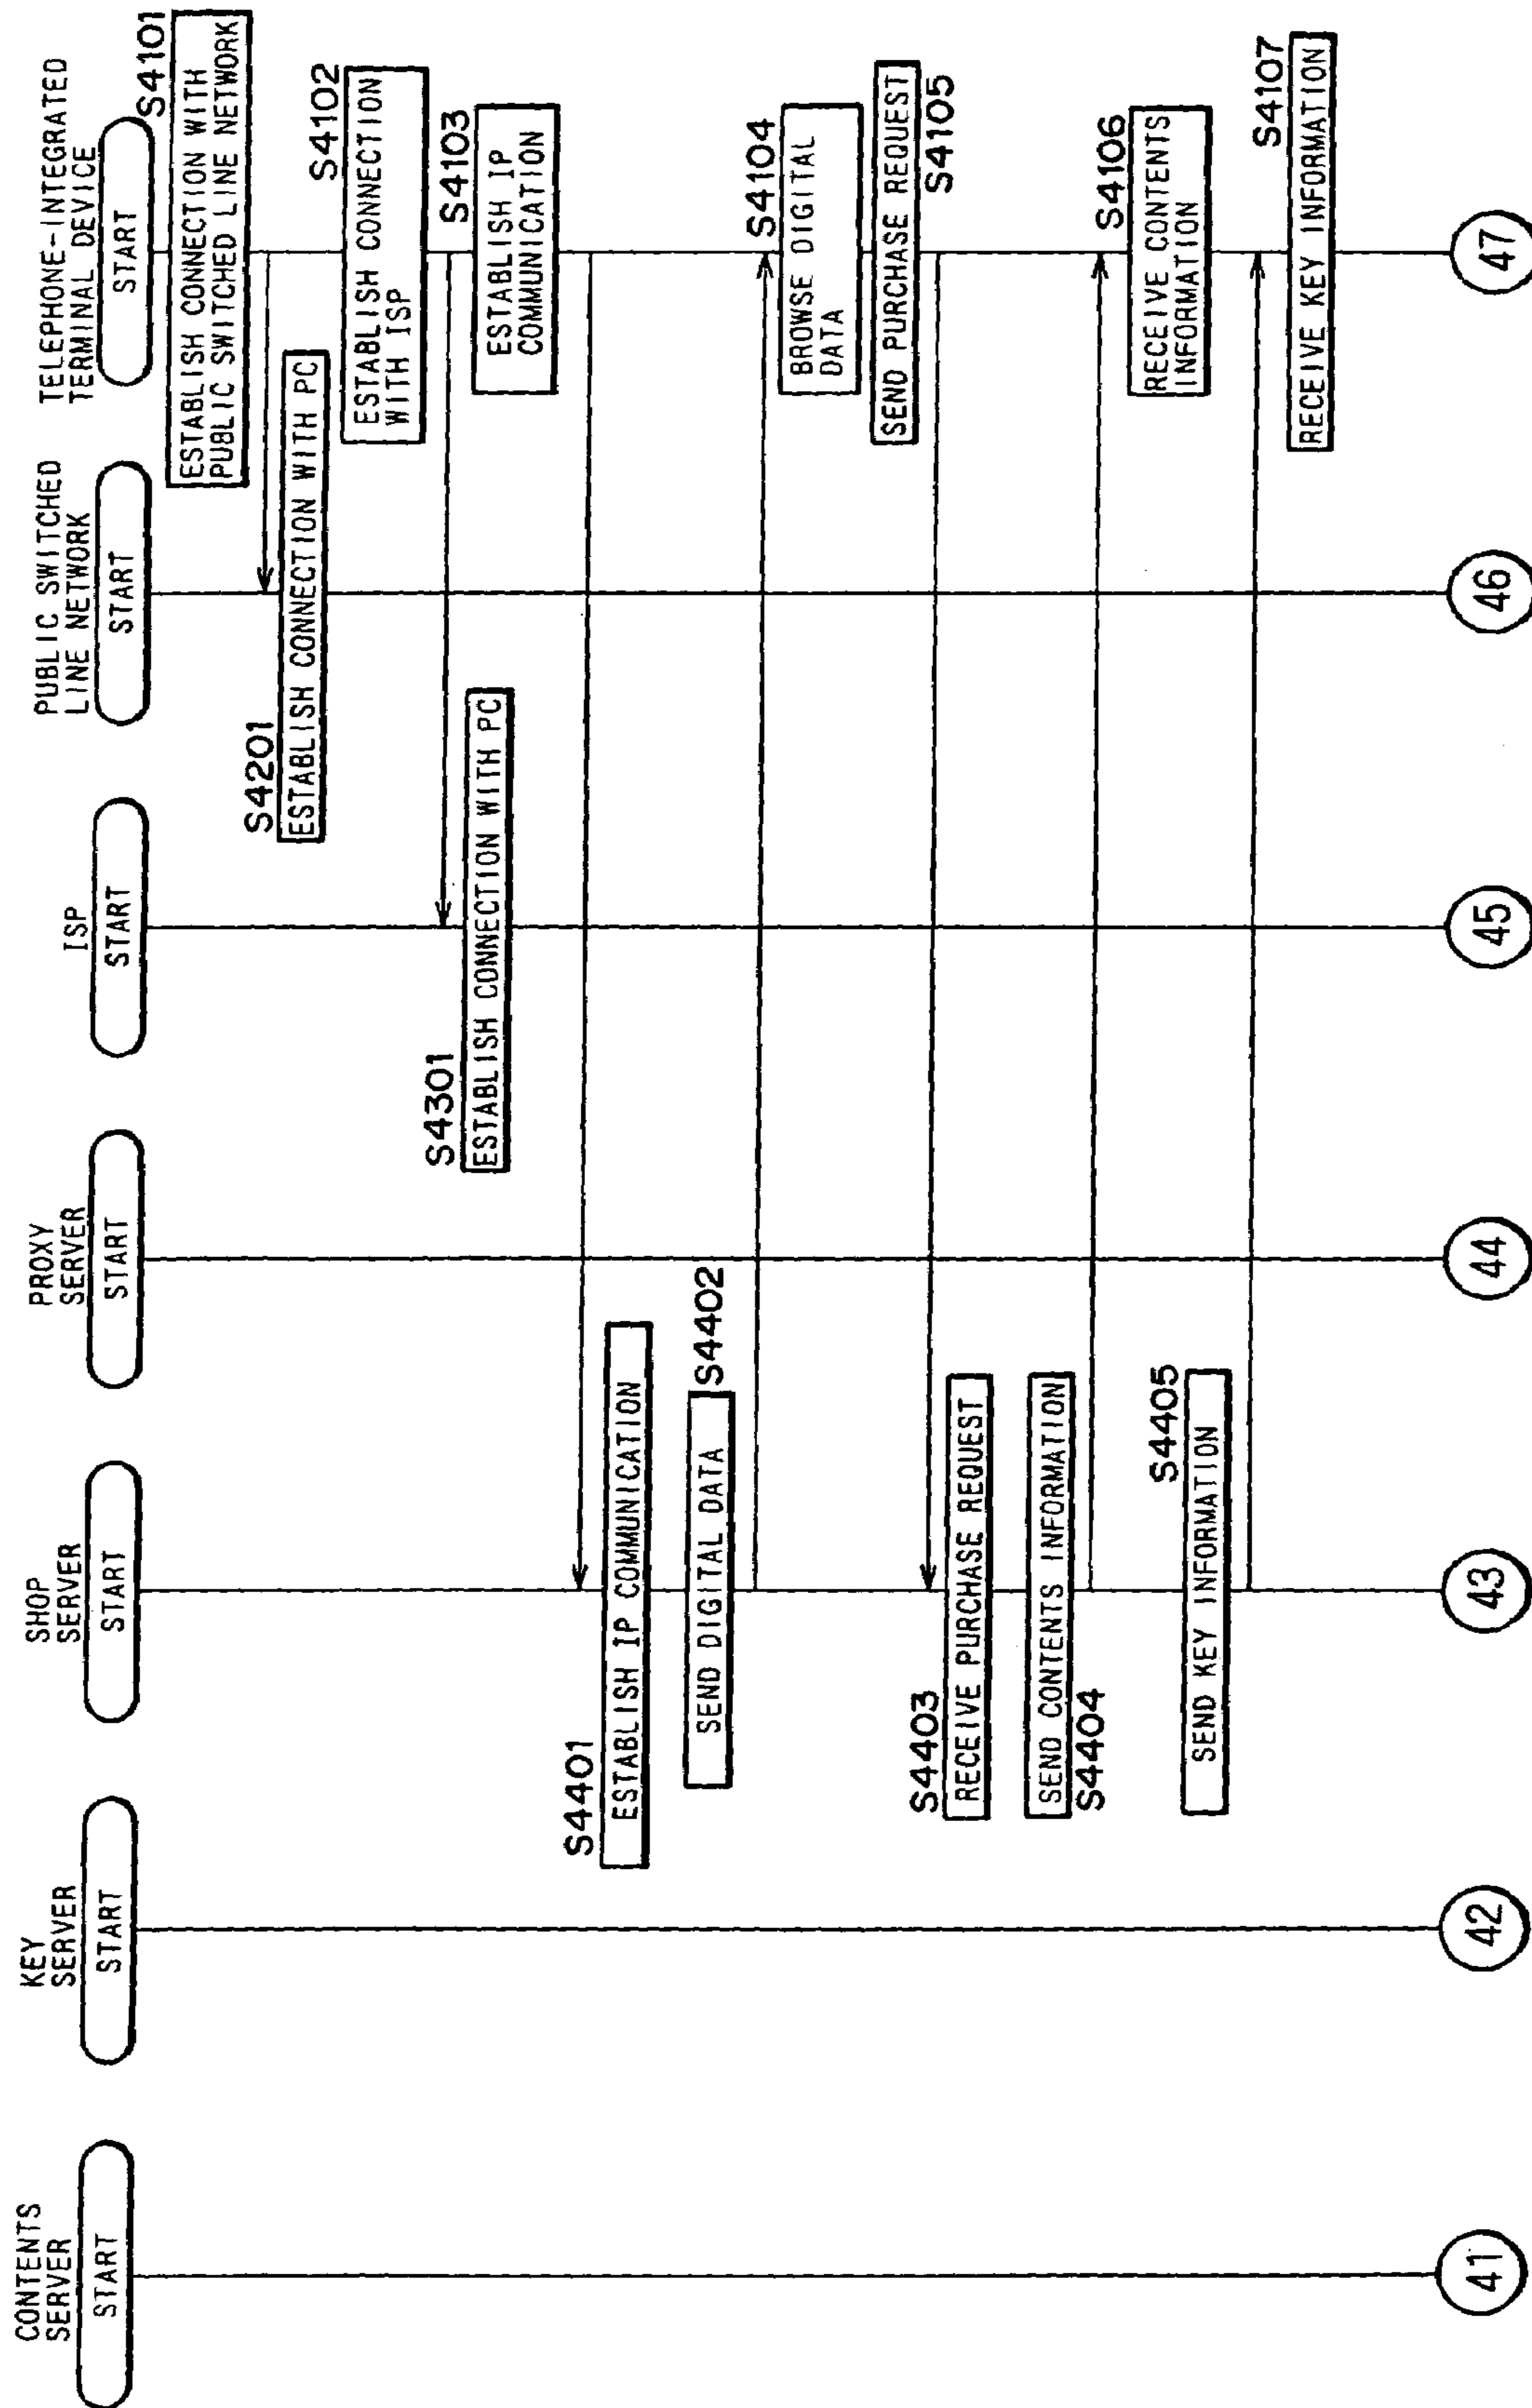 CONTENTS
SERVER
START
KEY
SERVER
START
SHOP
SERVER
START
PROXY
SERVER
START
ISP
START
PUBLIC SWITCHED
LINE NETWORK
START
TELEPHONE-INTEGRATED
TERMINAL DEVICE
START
S4101
ESTABLISH CONNECTION WITH
PUBLIC SWITCHED LINE NETWORK
S4201
ESTABLISH CONNECTION WITH PC
S4102
ESTABLISH CONNECTION
WITH ISP
S4301
ESTABLISH CONNECTION WITH PC
S4103
ESTABLISH IP
COMMUNICATION
S4401
ESTABLISH IP COMMUNICATION
S4402
SEND DIGITAL DATA
S4104
BROWSE DIGITAL
DATA
SEND PURCHASE REQUEST
S4105
S4403
RECEIVE PURCHASE REQUEST
SEND CONTENTS INFORMATION
S4404
S4106
RECEIVE CONTENTS
INFORMATION
S4405
SEND KEY INFORMATION
S4107
RECEIVE KEY INFORMATION
41
42
43
44
45
46
47